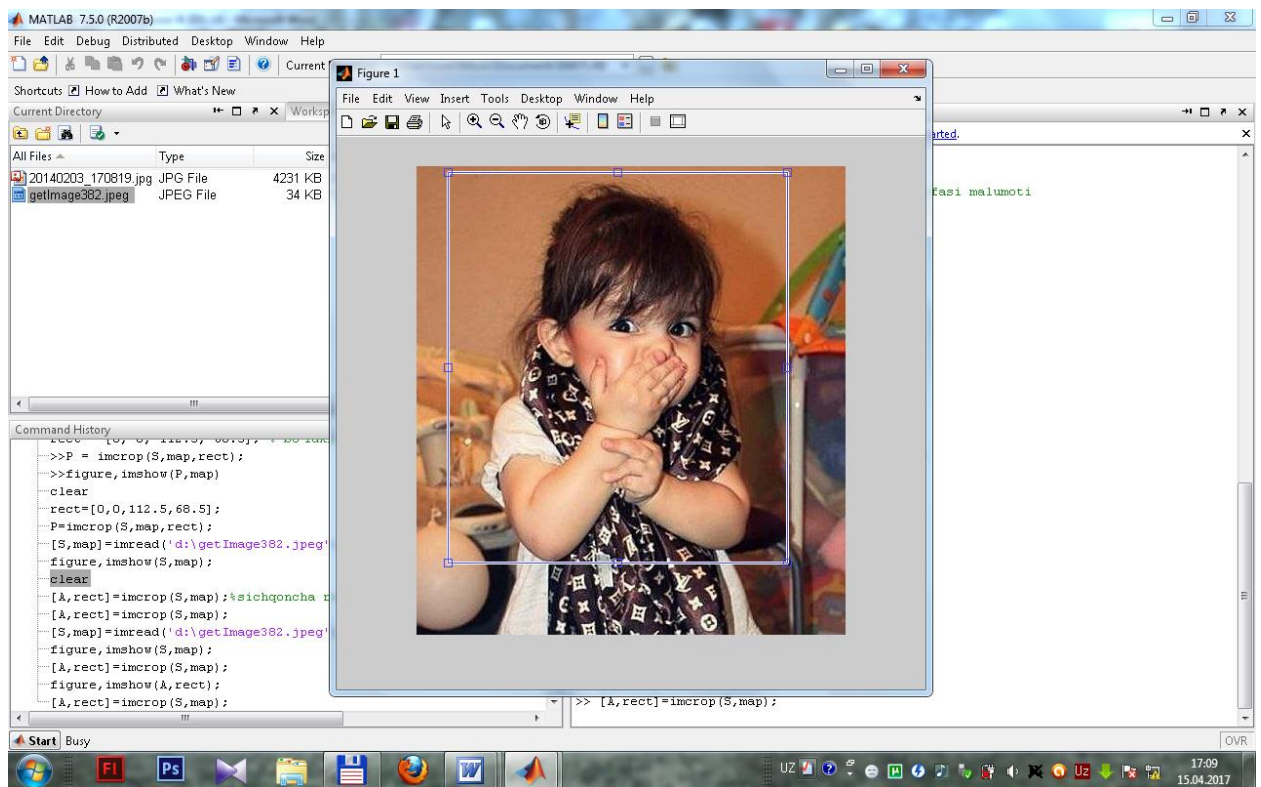 MATLAB 7.5.0 (R2007b)
File Edit Debug Distributed Desktop Window Help
Current
Shortcuts How to Add What's New
Current Directory
Worksp
All Files Type Size
20140203_170819.jpg JPG File 4231 KB
getImage382.jpeg JPEG File 34 KB
Command History
>>P = imcrop(S,map,rect);
>>figure,imshow(P,map)
clear
rect=[0,0,112.5,68.5];
P=imcrop(S,map,rect);
[S,map]=imread('d:\getImage382.jpeg'
figure,imshow(S,map);
clear
[A,rect]=imcrop(S,map);%sichqoncha
[A,rect]=imcrop(S,map);
[S,map]=imread('d:\getImage382.jpeg'
figure,imshow(S,map);
[A,rect]=imcrop(S,map);
figure,imshow(A,rect);
[A,rect]=imcrop(S,map);
Figure 1
File Edit View Insert Tools Desktop Window Help
arted.
fasi malumoti
>> [A,rect]=imcrop(S,map);
Start Busy
OVR
Fl Ps W
UZ
Uz
17:09
15.04.2017